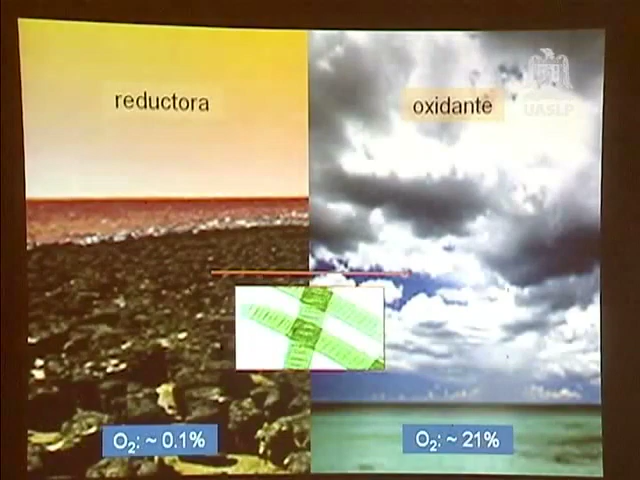 reductora
oxidante
UASLP
O₂: ~ 0.1%
O₂: ~ 21%